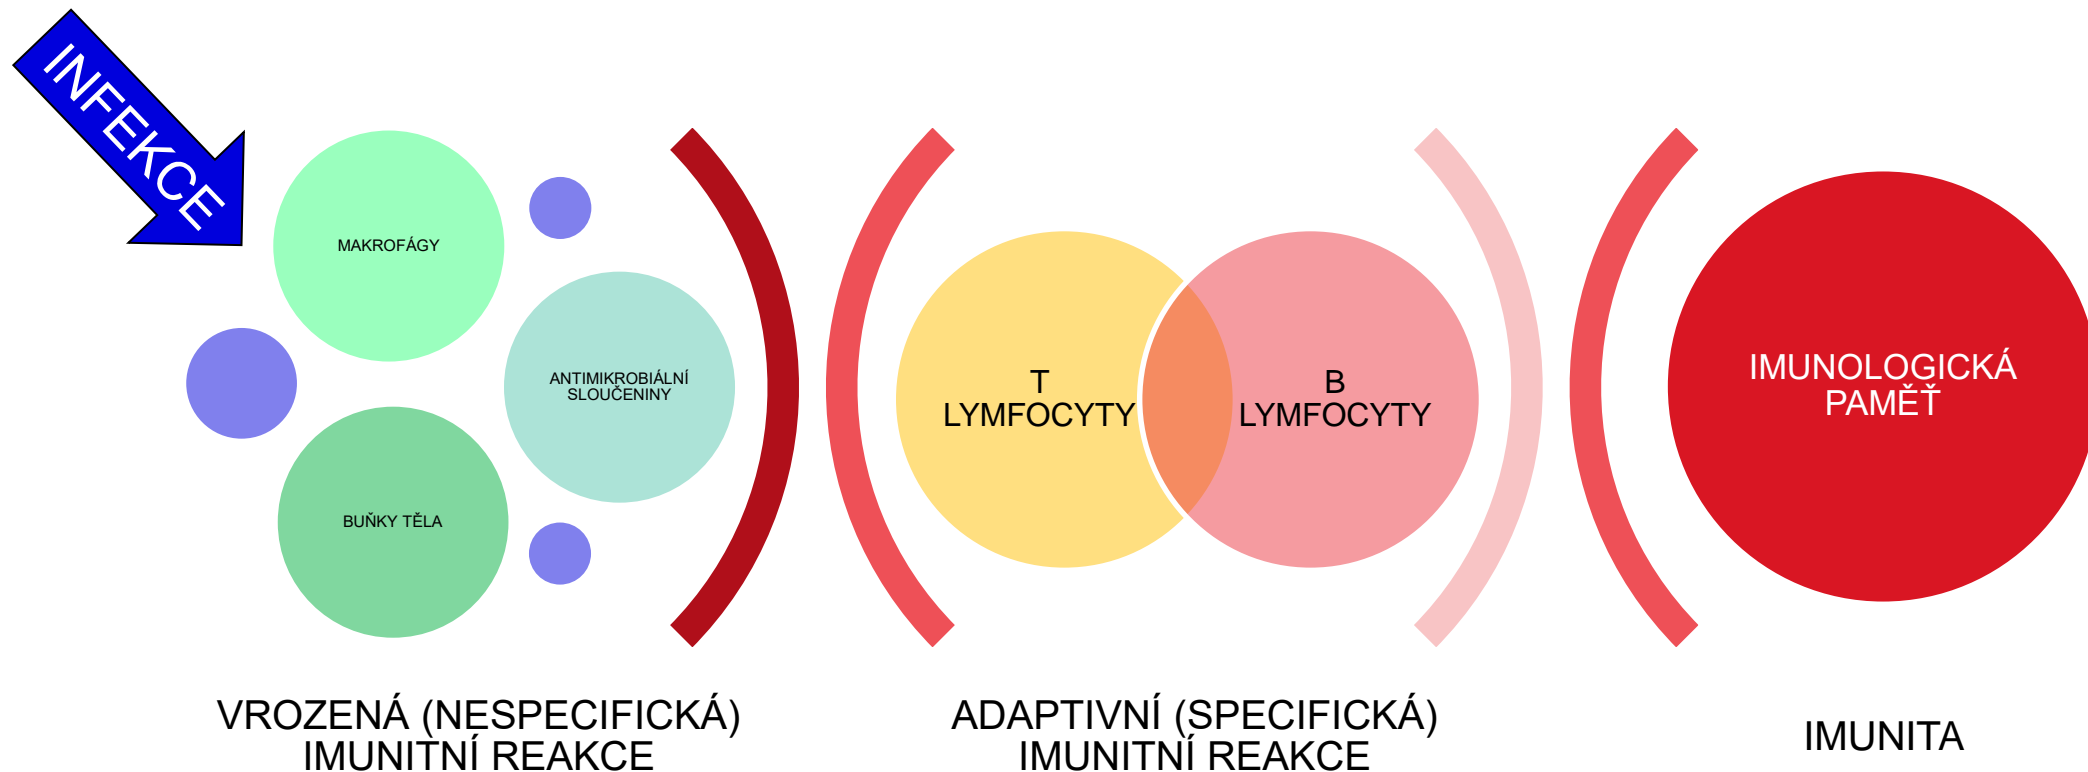 INFEKCE
MAKROFÁGY
ANTIMIKROBIÁLNÍ
SLOUČENINY
BUŇKY TĚLA
VROZENÁ (NESPECIFICKÁ)
IMUNITNÍ REAKCE
T
LYMFOCYTY
B
LYMFOCYTY
ADAPTIVNÍ (SPECIFICKÁ)
IMUNITNÍ REAKCE
IMUNOLOGICKÁ
PAMĚŤ
IMUNITA